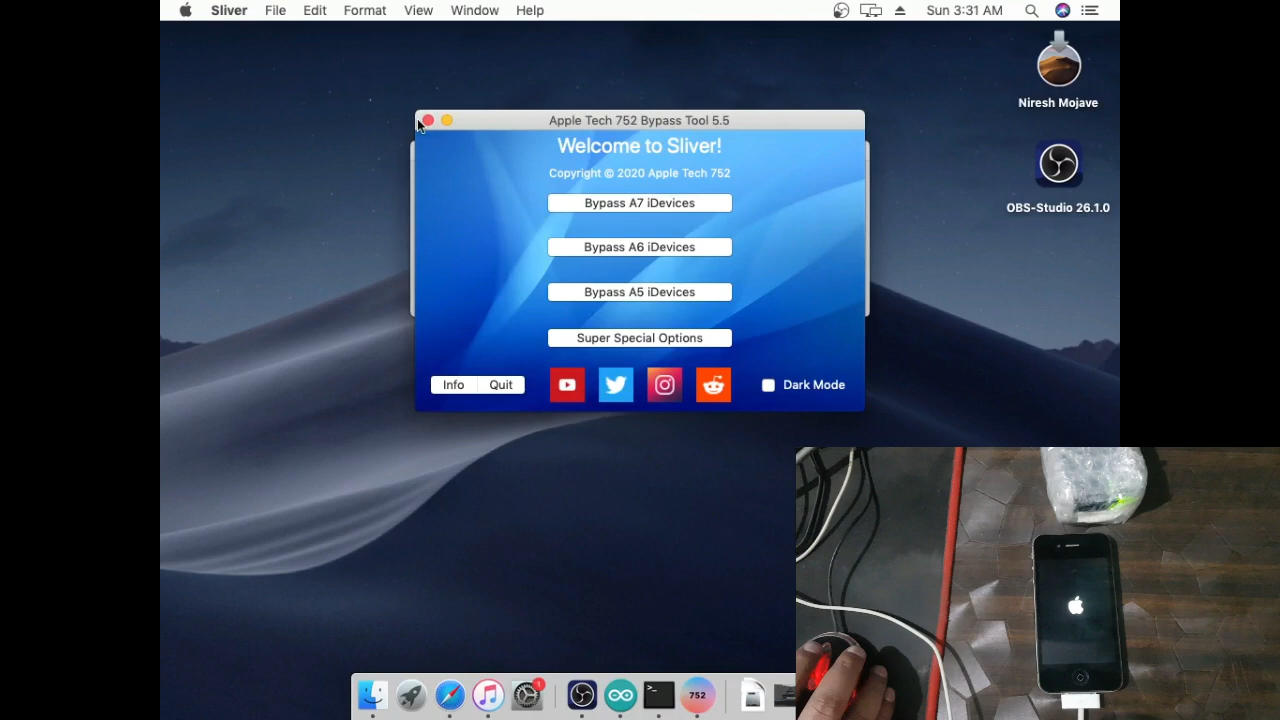 Sliver File Edit Format View Window Help Sun 3:31 AM
Niresh Mojave
OBS-Studio 26.1.0
Apple Tech 752 Bypass Tool 5.5
Welcome to Sliver!
Copyright © 2020 Apple Tech 752
Bypass A7 iDevices
Bypass A6 iDevices
Bypass A5 iDevices
Super Special Options
Info Quit Dark Mode
1
752